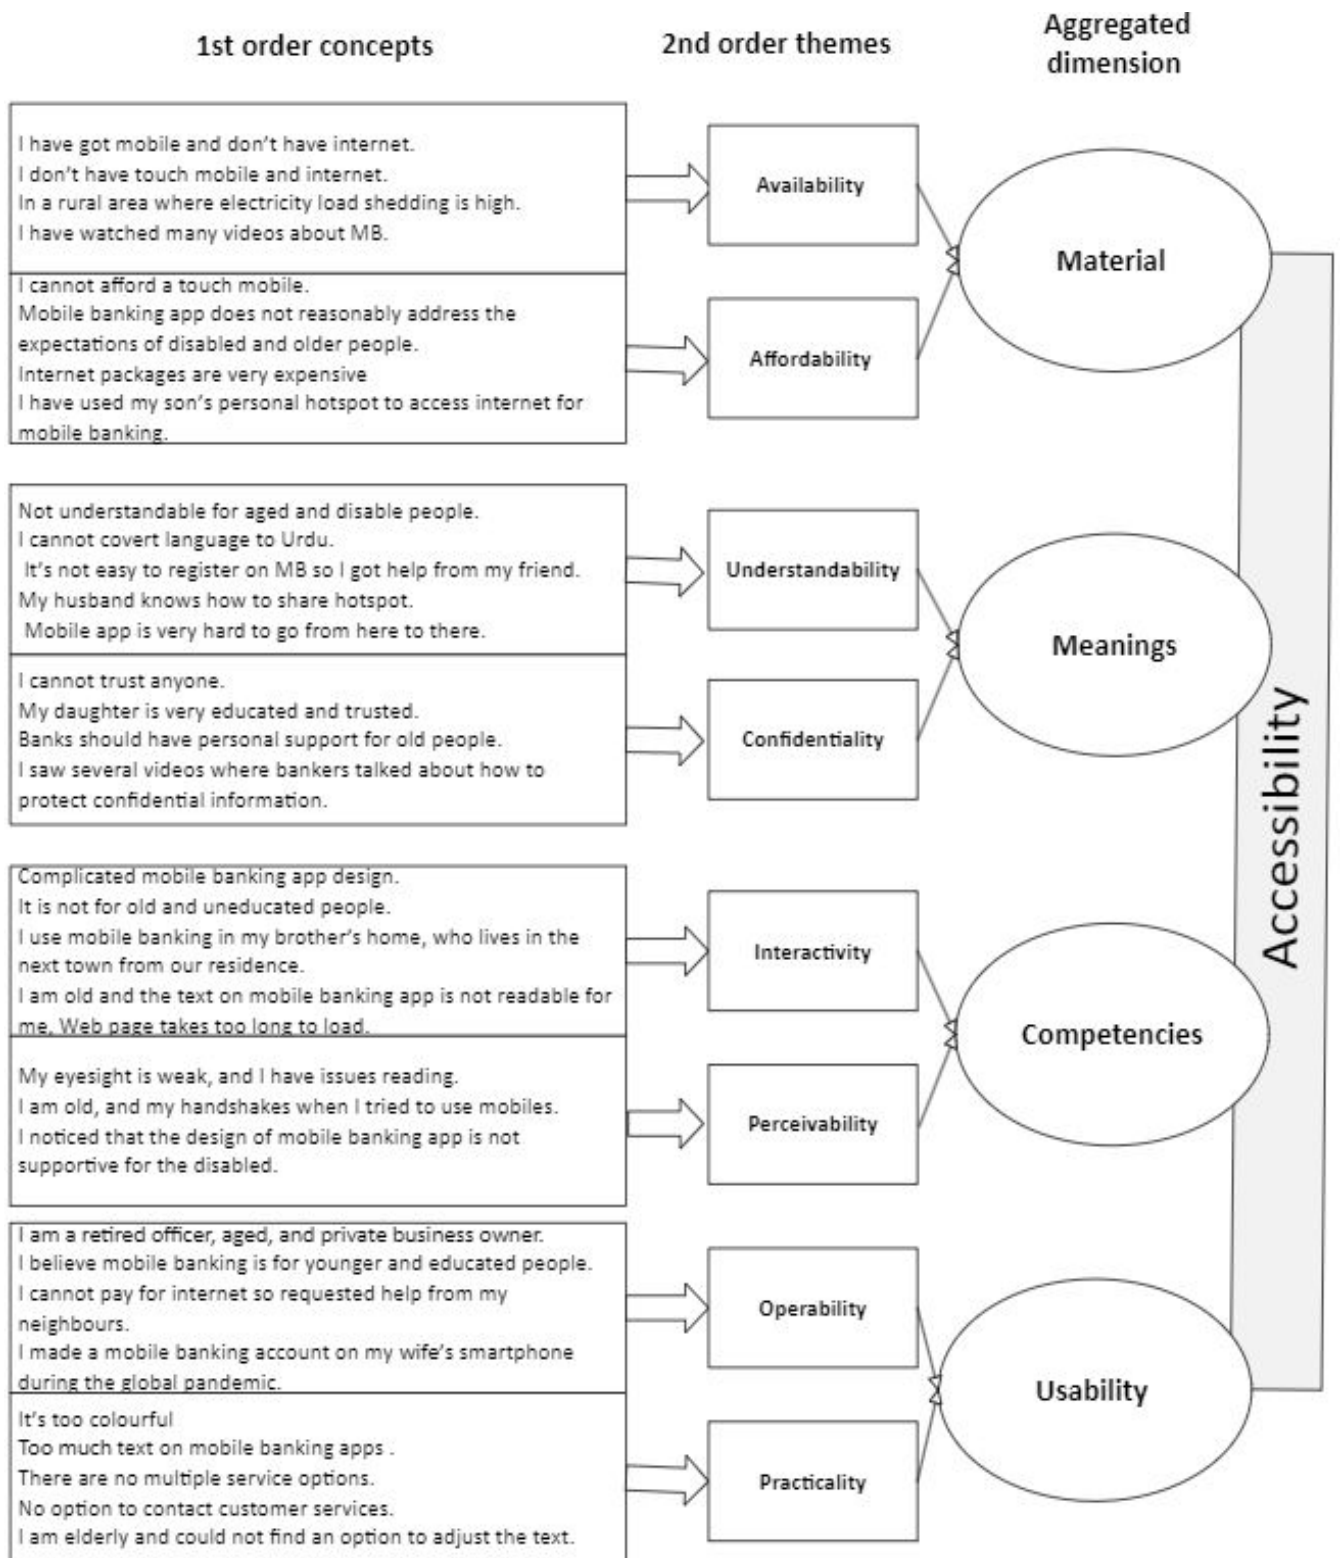 1st order concepts
2nd order themes
Aggregated
dimension
I have got mobile and don't have internet.
I don't have touch mobile and internet.
In a rural area where electricity load shedding is high.
I have watched many videos about MB.
Availability
I cannot afford a touch mobile.
Mobile banking app does not reasonably address the
expectations of disabled and older people.
Internet packages are very expensive
I have used my son's personal hotspot to access internet for
mobile banking.
Affordability
Material
Not understandable for aged and disable people.
I cannot covert language to Urdu.
It's not easy to register on MB so I got help from my friend.
My husband knows how to share hotspot.
Mobile app is very hard to go from here to there.
Understandability
I cannot trust anyone.
My daughter is very educated and trusted.
Banks should have personal support for old people.
I saw several videos where bankers talked about how to
protect confidential information.
Confidentiality
Meanings
Complicated mobile banking app design.
It is not for old and uneducated people.
I use mobile banking in my brother's home, who lives in the
next town from our residence.
I am old and the text on mobile banking app is not readable for
me, Web page takes too long to load.
Interactivity
My eyesight is weak, and I have issues reading.
I am old, and my handshakes when I tried to use mobiles.
I noticed that the design of mobile banking app is not
supportive for the disabled.
Perceivability
Competencies
I am a retired officer, aged, and private business owner.
I believe mobile banking is for younger and educated people.
I cannot pay for internet so requested help from my
neighbours.
I made a mobile banking account on my wife's smartphone
during the global pandemic.
Operability
It's too colourful
Too much text on mobile banking apps .
There are no multiple service options.
No option to contact customer services.
I am elderly and could not find an option to adjust the text.
Practicality
Usability
Accessibility